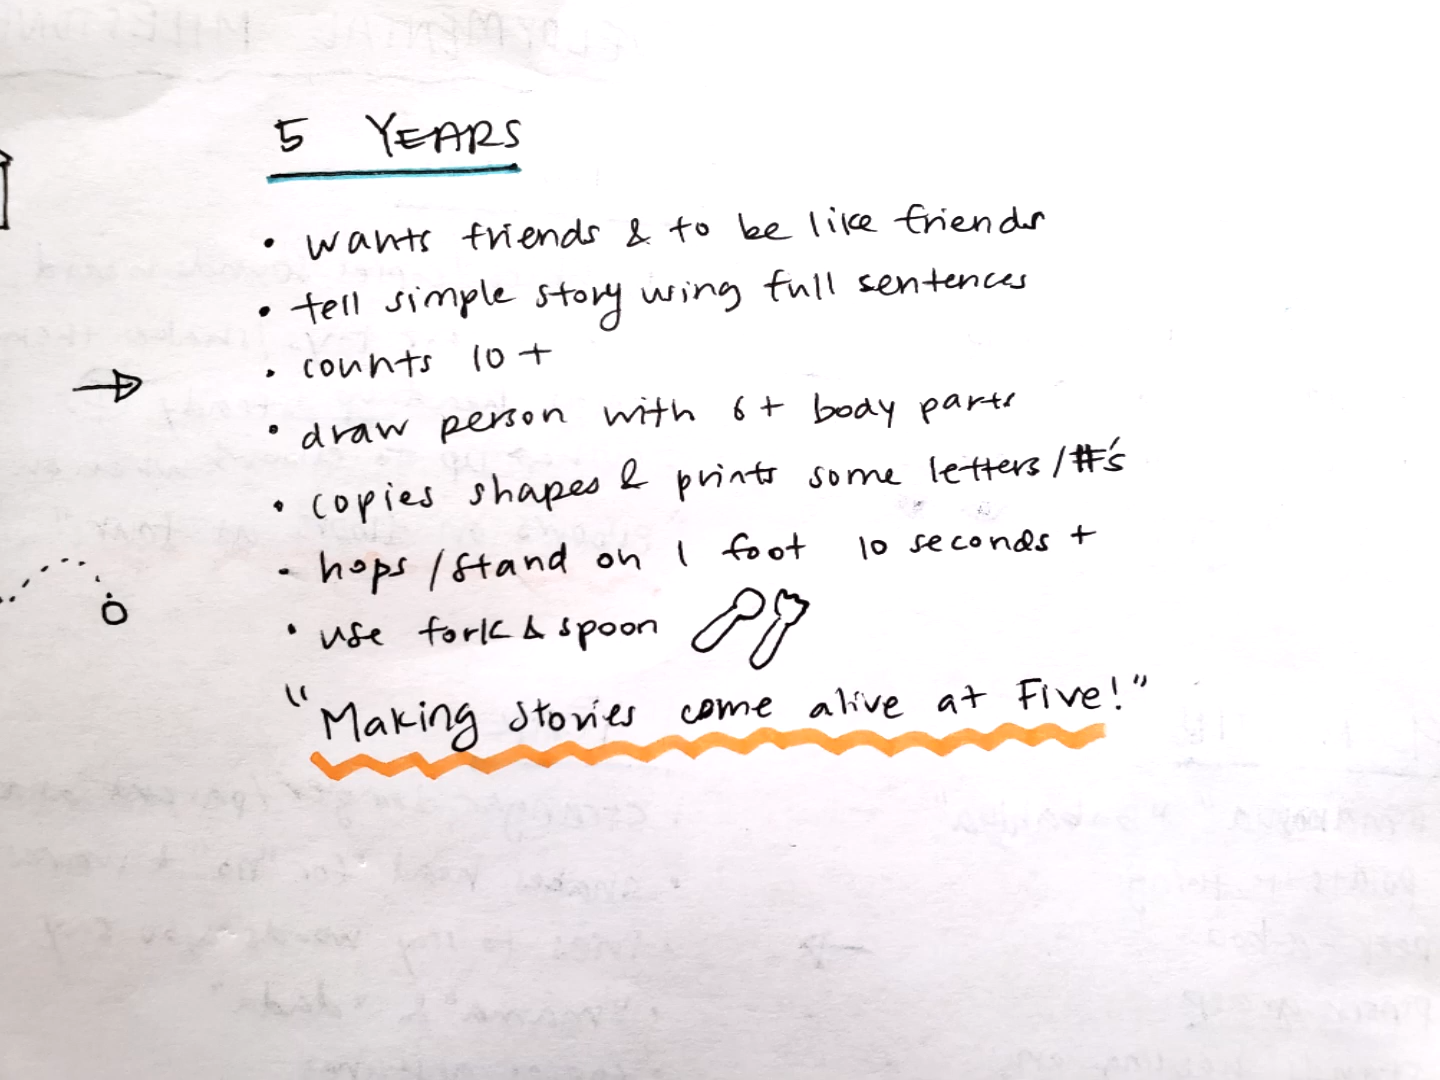 5 YEARS
• wants friends & to be like friends
• tell simple story using full sentences
• counts 10+
• draw person with 6+ body parts
• copies shapes & prints some letters/#'s
• hops/stand on 1 foot 10 seconds +
• use fork & spoon
"Making stories come alive at Five!"